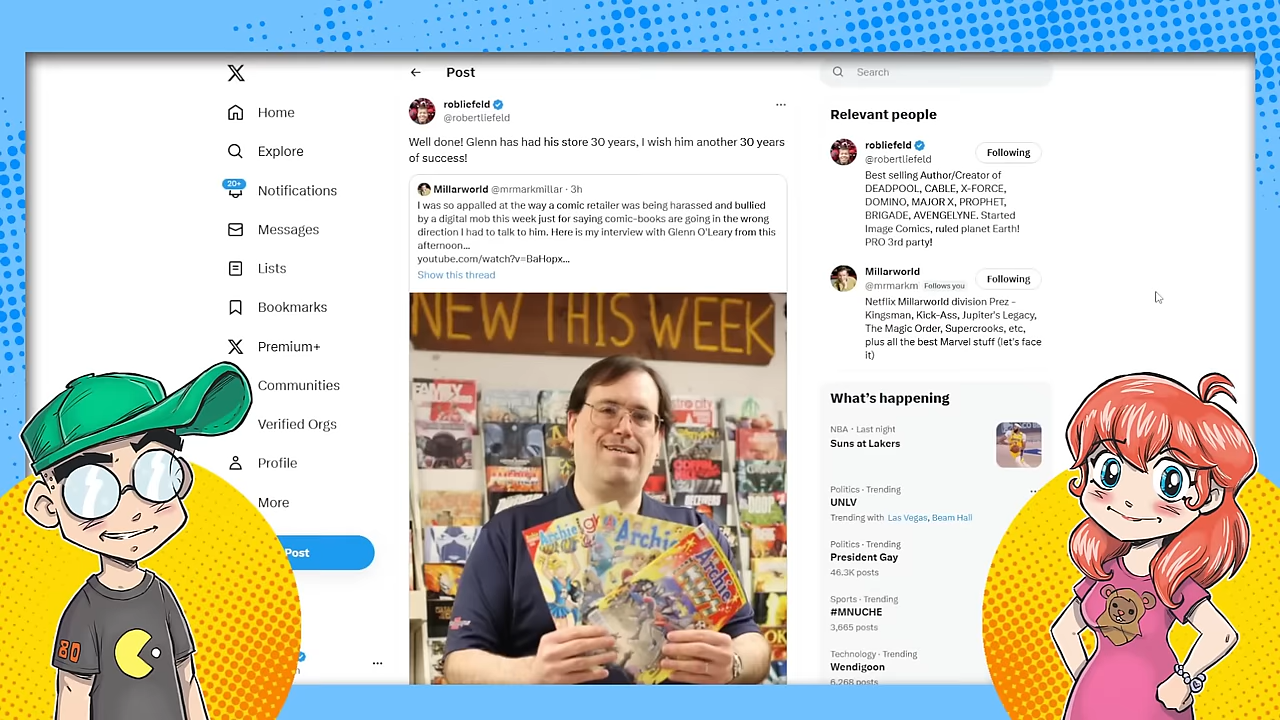 Home
Explore
20+
Notifications
Messages
Lists
Bookmarks
Premium+
Communities
Verified Orgs
Profile
More
Post
80
Post
robliefeld
@robertliefeld
Well done! Glenn has had his store 30 years, I wish him another 30 years
of success!
Millarworld @mrmarkmillar · 3h
I was so appalled at the way a comic retailer was being harassed and bullied
by a digital mob this week just for saying comic-books are going in the wrong
direction I had to talk to him. Here is my interview with Glenn O'Leary from this
afternoon...
youtube.com/watch?v=BaHopx...
Show this thread
NEW THIS WEEK
FAMILY
Archie
Archie
Archie
Search
Relevant people
robliefeld
@robertliefeld
Following
Best selling Author/Creator of
DEADPOOL, CABLE, X-FORCE,
DOMINO, MAJOR X, PROPHET,
BRIGADE, AVENGELYNE. Started
Image Comics, ruled planet Earth!
PRO 3rd party!
Millarworld
@mrmarkm Follows you
Following
Netflix Millarworld division Prez -
Kingsman, Kick-Ass, Jupiter's Legacy,
The Magic Order, Supercrooks, etc,
plus all the best Marvel stuff (let's face
it)
What's happening
NBA · Last night
Suns at Lakers
Politics · Trending
UNLV
Trending with Las Vegas, Beam Hall
Politics · Trending
President Gay
46.3K posts
Sports · Trending
#MNUCHE
3,665 posts
Technology · Trending
Wendigoon
6,268 posts